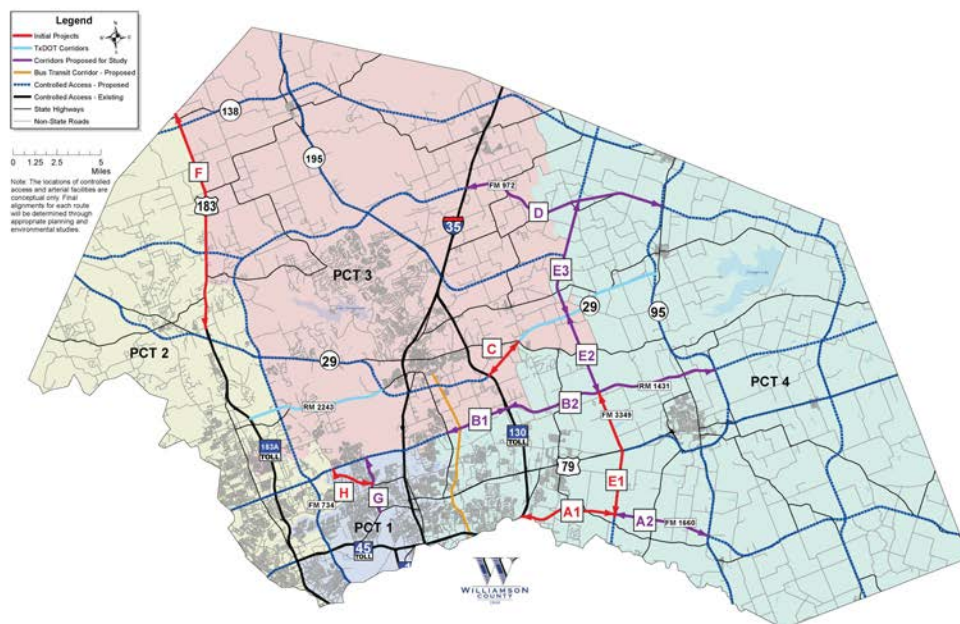 Legend
Initial Projects
TxDOT Corridors
Corridors Proposed for Study
Bus Transit Corridor - Proposed
Controlled Access - Proposed
Controlled Access - Existing
State Highways
Non-State Roads
0 1.25 2.5 5
Miles
Note: The locations of controlled
access and arterial facilities are
conceptual only. Final
alignments for each route
will be determined through
appropriate planning and
environmental studies.
138
195
F
183
FM 972
35
D
PCT 3
E3
29
95
PCT 2
C
29
E2
PCT 4
RM 1431
RM 2243
B2
FM 3349
B1
183A
TOLL
130
TOLL
79
H
G
E1
FM 734
A1
A2
FM 1660
PCT 1
45
TOLL
W
WILLIAMSON
COUNTY